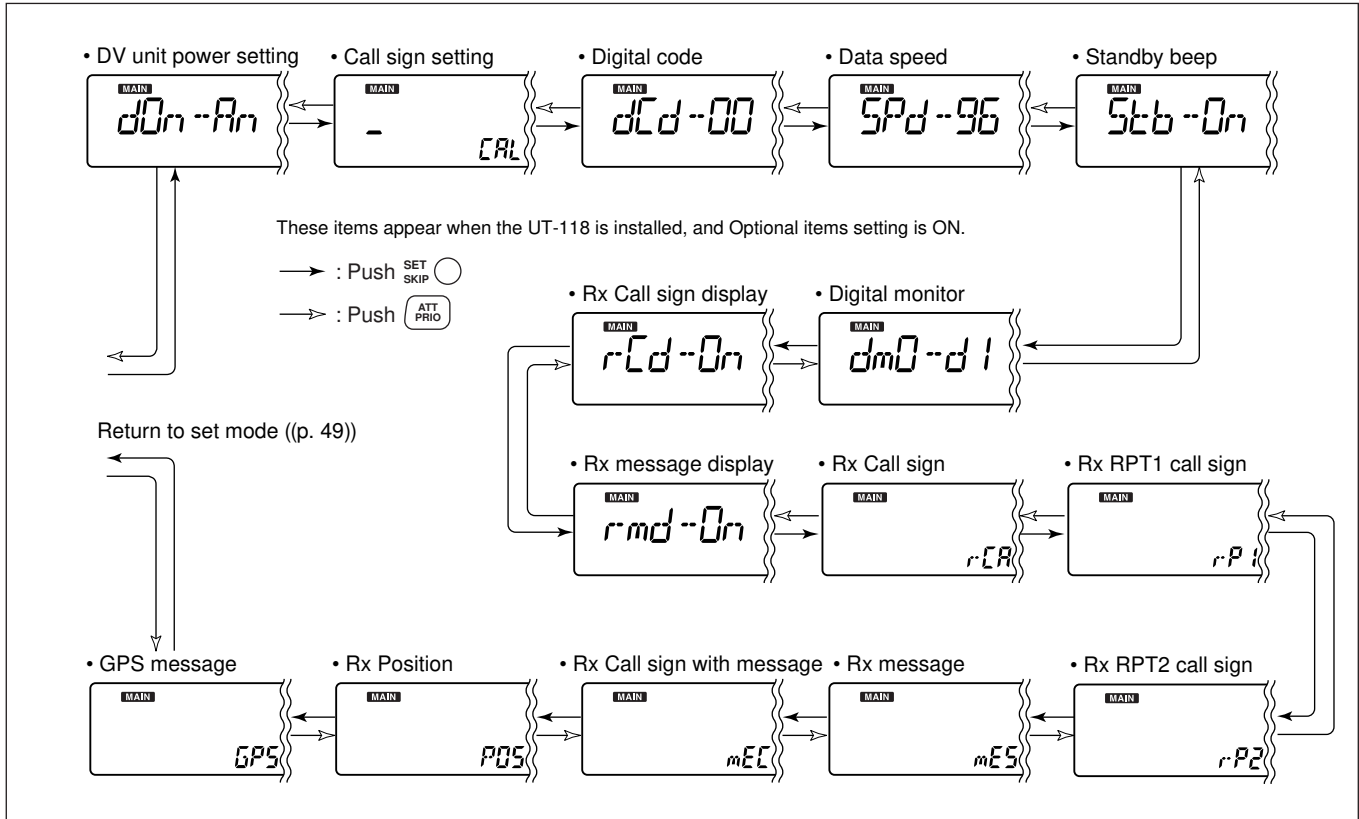 • DV unit power setting
• Call sign setting
• Digital code
• Data speed
• Standby beep
MAIN
dOn-An
MAIN
_
CAL
MAIN
dCd-00
MAIN
SPd-96
MAIN
Stb-On
These items appear when the UT-118 is installed, and Optional items setting is ON.
: Push SET SKIP
: Push ATT PRIO
• Rx Call sign display
• Digital monitor
MAIN
rCd-On
MAIN
dmO-d1
Return to set mode ((p. 49))
• Rx message display
• Rx Call sign
• Rx RPT1 call sign
MAIN
rmd-On
MAIN
rCA
MAIN
rP1
• GPS message
• Rx Position
• Rx Call sign with message
• Rx message
• Rx RPT2 call sign
MAIN
GPS
MAIN
POS
MAIN
mEC
MAIN
mES
MAIN
rP2